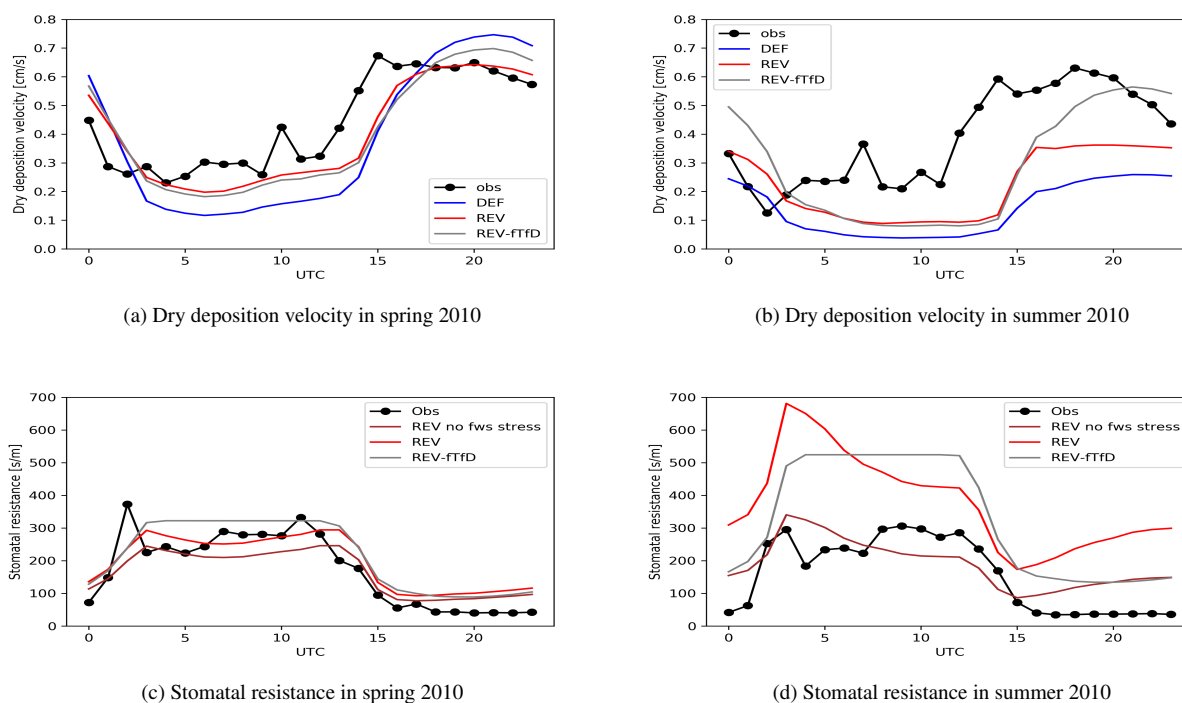 0.8
0.7
0.6
0.5
0.4
0.3
0.2
0.1
0.0
Dry deposition velocity [cm/s]
obs
DEF
REV
REV-fTfD
0 5 10 15 20
UTC
(a) Dry deposition velocity in spring 2010
0.8
0.7
0.6
0.5
0.4
0.3
0.2
0.1
0.0
Dry deposition velocity [cm/s]
obs
DEF
REV
REV-fTfD
0 5 10 15 20
UTC
(b) Dry deposition velocity in summer 2010
700
600
500
400
300
200
100
0
Stomatal resistance [s/m]
Obs
REV no fws stress
REV
REV-fTfD
0 5 10 15 20
UTC
(c) Stomatal resistance in spring 2010
700
600
500
400
300
200
100
0
Stomatal resistance [s/m]
Obs
REV no fws stress
REV
REV-fTfD
0 5 10 15 20
UTC
(d) Stomatal resistance in summer 2010